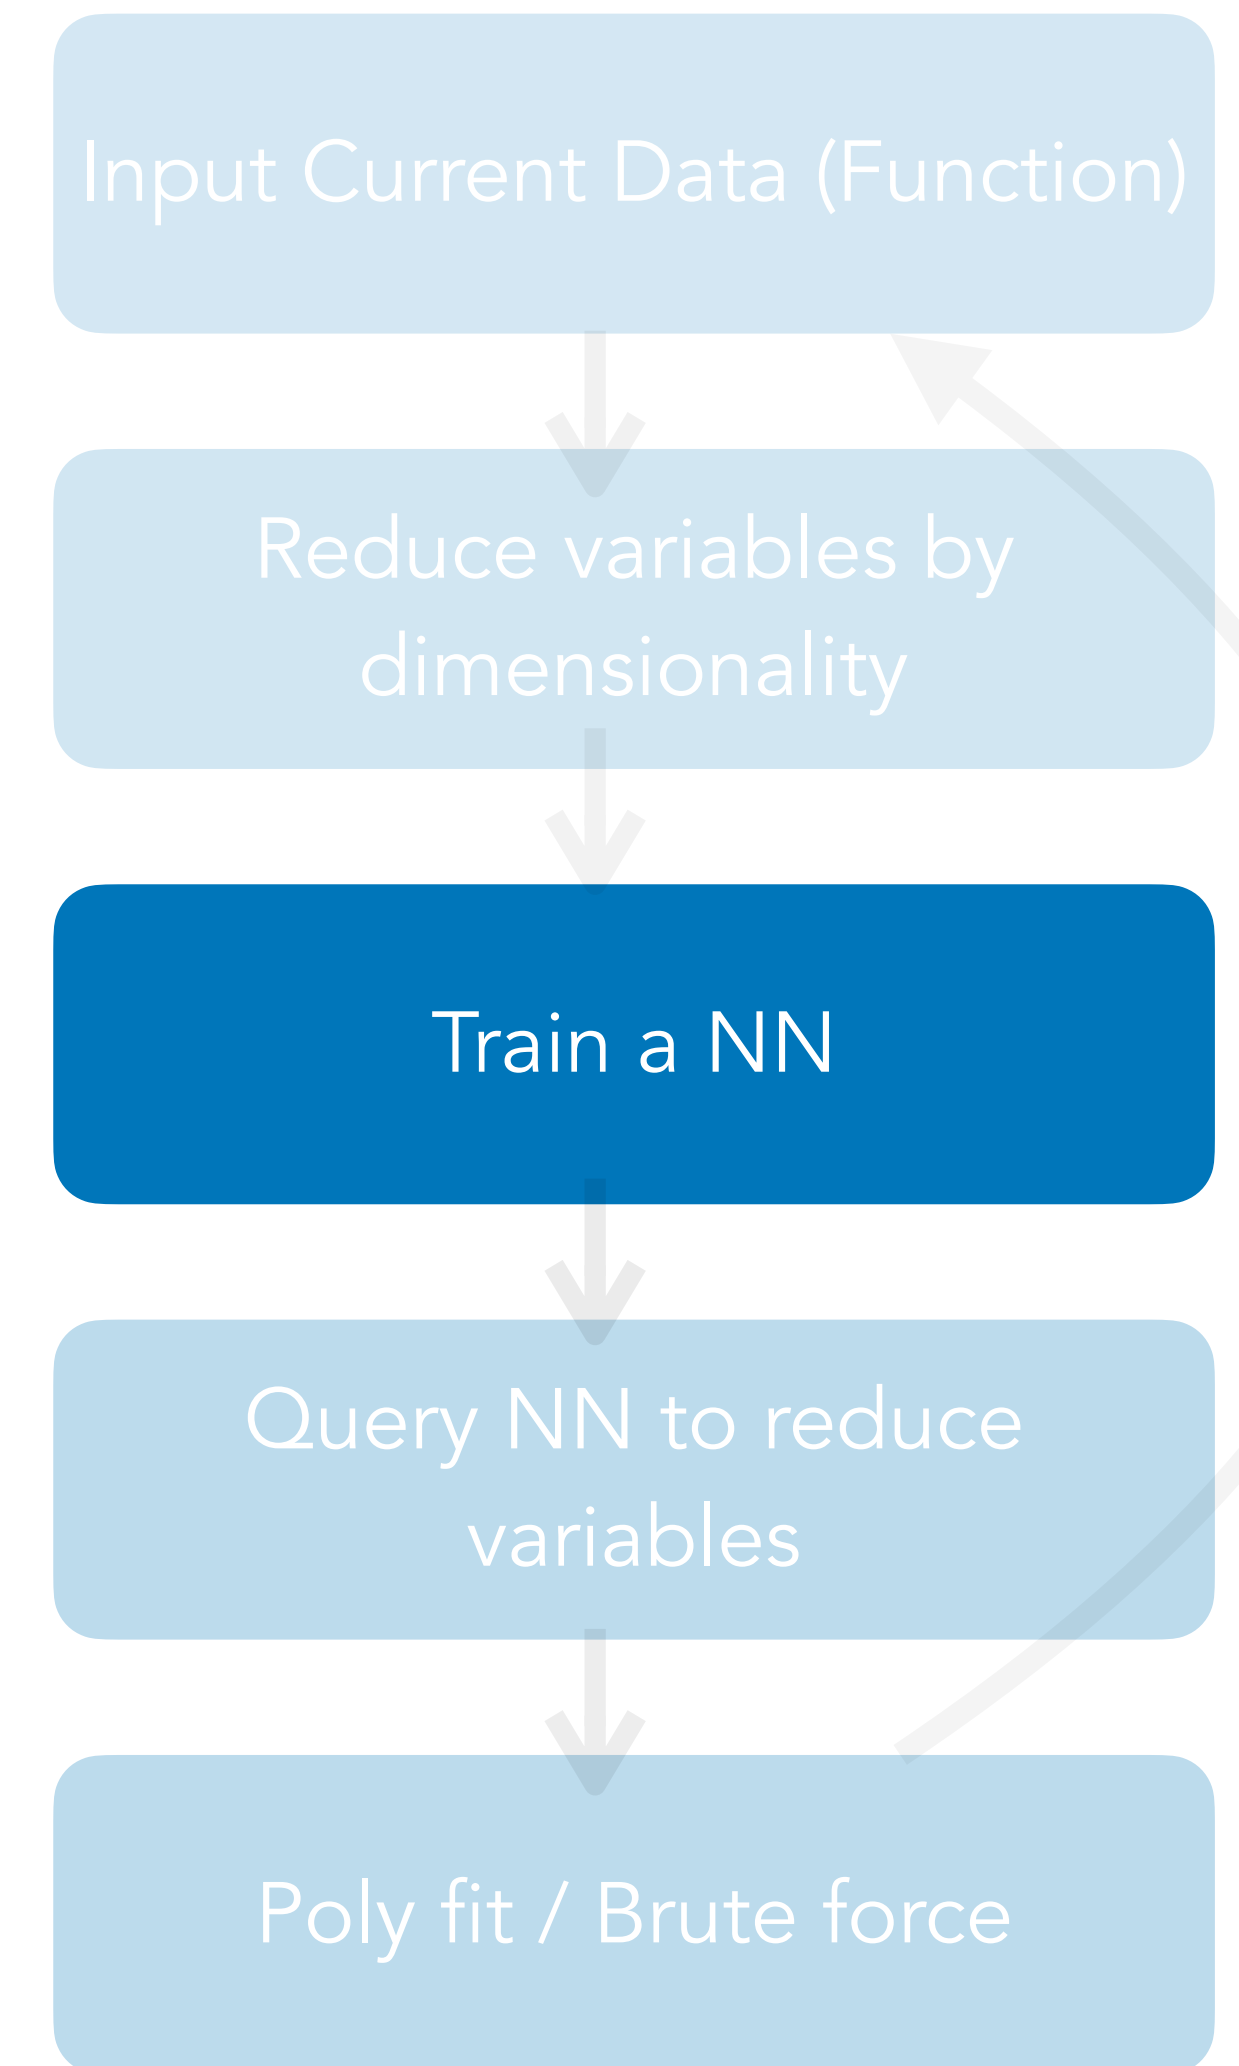 Input Current Data (Function)
Reduce variables by
dimensionality
Train a NN
Query NN to reduce
variables
Poly fit / Brute force